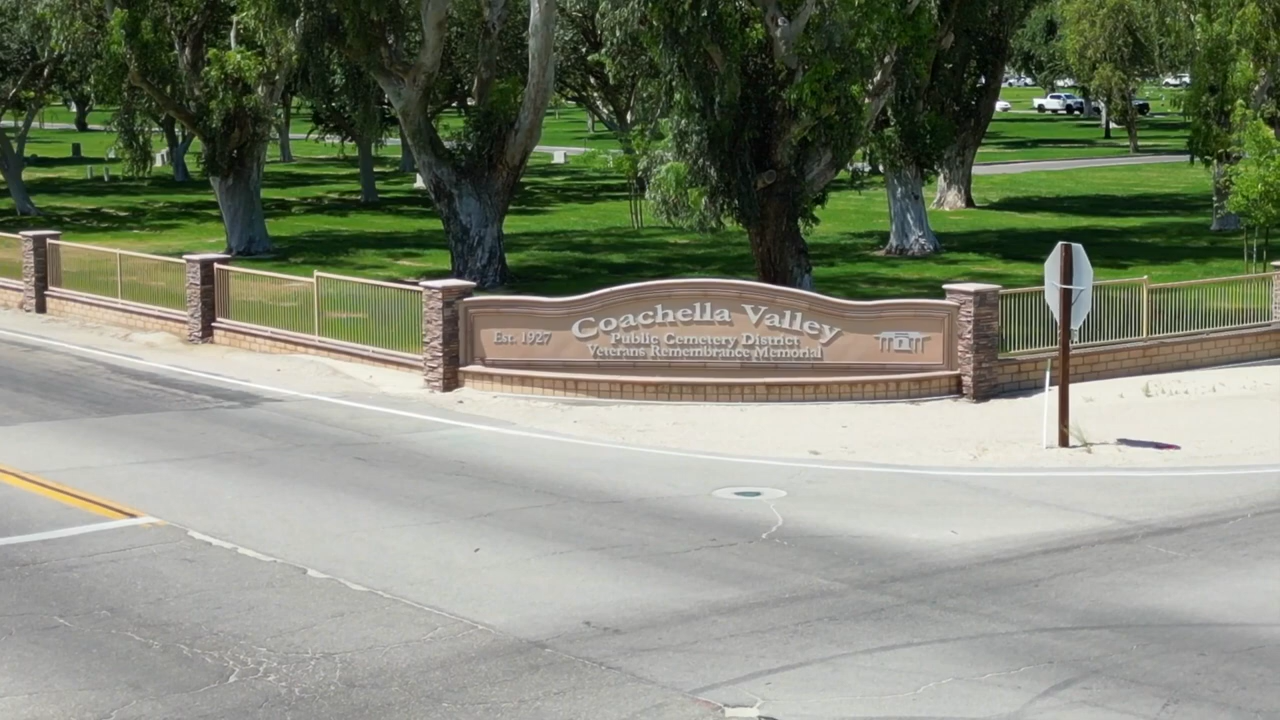 Est. 1927
Coachella Valley
Public Cemetery District
Veterans Remembrance Memorial